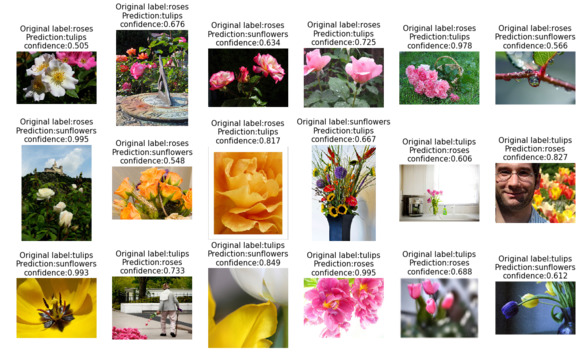 Original label:roses
Prediction:tulips
confidence:0.505
Original label:roses
Prediction:tulips
confidence:0.676
Original label:roses
Prediction:sunflowers
confidence:0.634
Original label:roses
Prediction:tulips
confidence:0.725
Original label:roses
Prediction:tulips
confidence:0.978
Original label:roses
Prediction:sunflowers
confidence:0.566
Original label:roses
Prediction:sunflowers
confidence:0.995
Original label:roses
Prediction:sunflowers
confidence:0.548
Original label:roses
Prediction:tulips
confidence:0.817
Original label:sunflowers
Prediction:tulips
confidence:0.667
Original label:tulips
Prediction:roses
confidence:0.606
Original label:tulips
Prediction:roses
confidence:0.827
Original label:tulips
Prediction:sunflowers
confidence:0.993
Original label:tulips
Prediction:roses
confidence:0.733
Original label:tulips
Prediction:sunflowers
confidence:0.849
Original label:tulips
Prediction:roses
confidence:0.995
Original label:tulips
Prediction:roses
confidence:0.688
Original label:tulips
Prediction:sunflowers
confidence:0.612